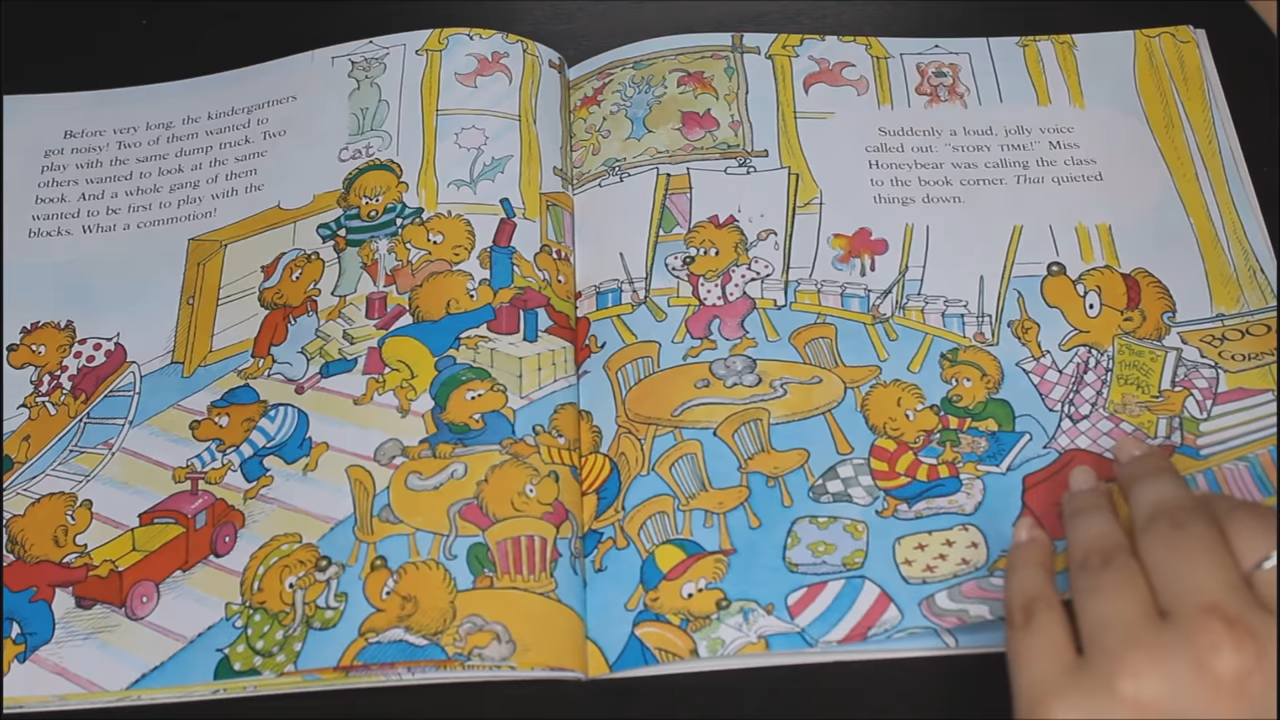 Before very long, the kindergartners
got noisy! Two of them wanted to
play with the same dump truck. Two
others wanted to look at the same
book. And a whole gang of them
wanted to be first to play with the
blocks. What a commotion!
Cat
Suddenly a loud, jolly voice
called out: "STORY TIME!" Miss
Honeybear was calling the class
to the book corner. That quieted
things down.
THREE
BEARS
BOO
CORN